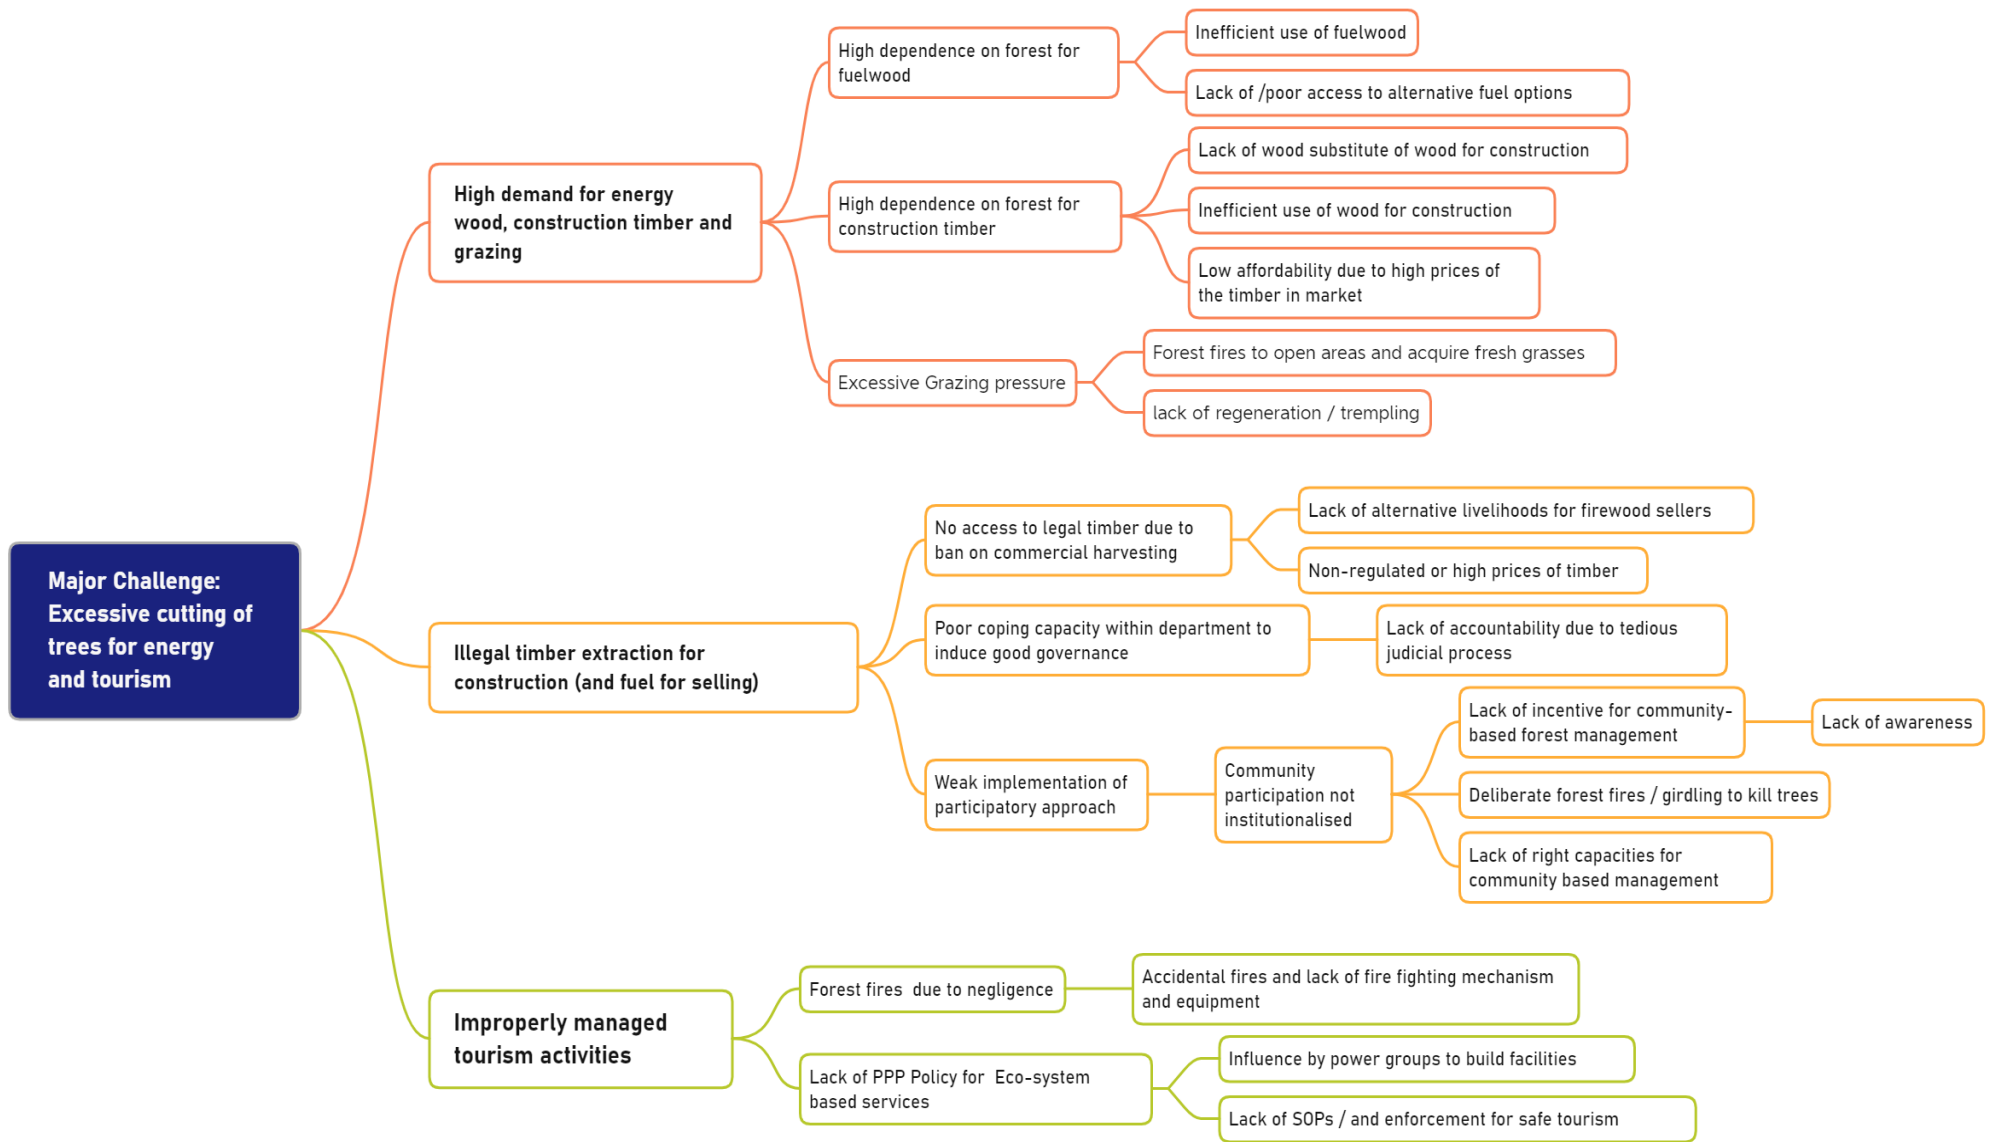 Major Challenge:
Excessive cutting of
trees for energy
and tourism
High demand for energy
wood, construction timber and
grazing
High dependence on forest for
fuelwood
Inefficient use of fuelwood
Lack of /poor access to alternative fuel options
High dependence on forest for
construction timber
Lack of wood substitute of wood for construction
Inefficient use of wood for construction
Low affordability due to high prices of
the timber in market
Excessive Grazing pressure
Forest fires to open areas and acquire fresh grasses
lack of regeneration / trempling
Illegal timber extraction for
construction (and fuel for selling)
No access to legal timber due to
ban on commercial harvesting
Lack of alternative livelihoods for firewood sellers
Non-regulated or high prices of timber
Poor coping capacity within department to
induce good governance
Lack of accountability due to tedious
judicial process
Weak implementation of
participatory approach
Community
participation not
institutionalised
Lack of incentive for community-
based forest management
Lack of awareness
Deliberate forest fires / girdling to kill trees
Lack of right capacities for
community based management
Improperly managed
tourism activities
Forest fires  due to negligence
Accidental fires and lack of fire fighting mechanism
and equipment
Lack of PPP Policy for  Eco-system
based services
Influence by power groups to build facilities
Lack of SOPs / and enforcement for safe tourism